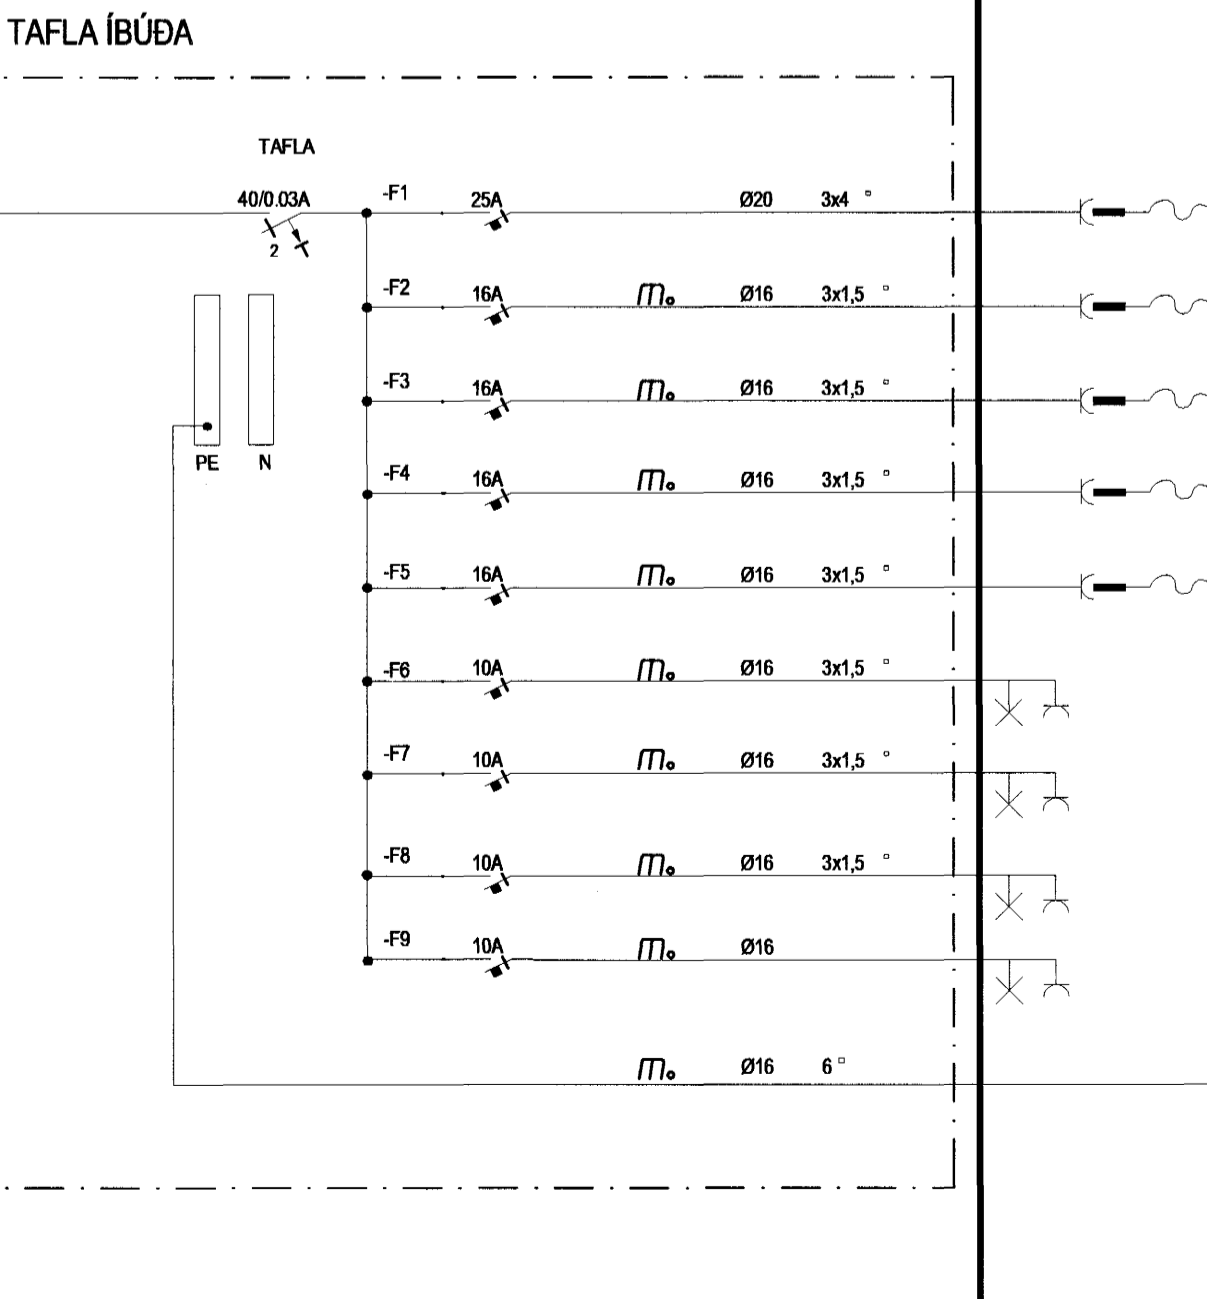 TAFLA ÍBÚÐA
TAFLA
40/0.03A
2
-F1 25A Ø20 3x4 □
-F2 16A m. Ø16 3x1,5 □
-F3 16A m. Ø16 3x1,5 □
PE N
-F4 16A m. Ø16 3x1,5 □
-F5 16A m. Ø16 3x1,5 □
-F6 10A m. Ø16 3x1,5 □
-F7 10A m. Ø16 3x1,5 □
-F8 10A m. Ø16 3x1,5 □
-F9 10A m. Ø16
m. Ø16 6 □